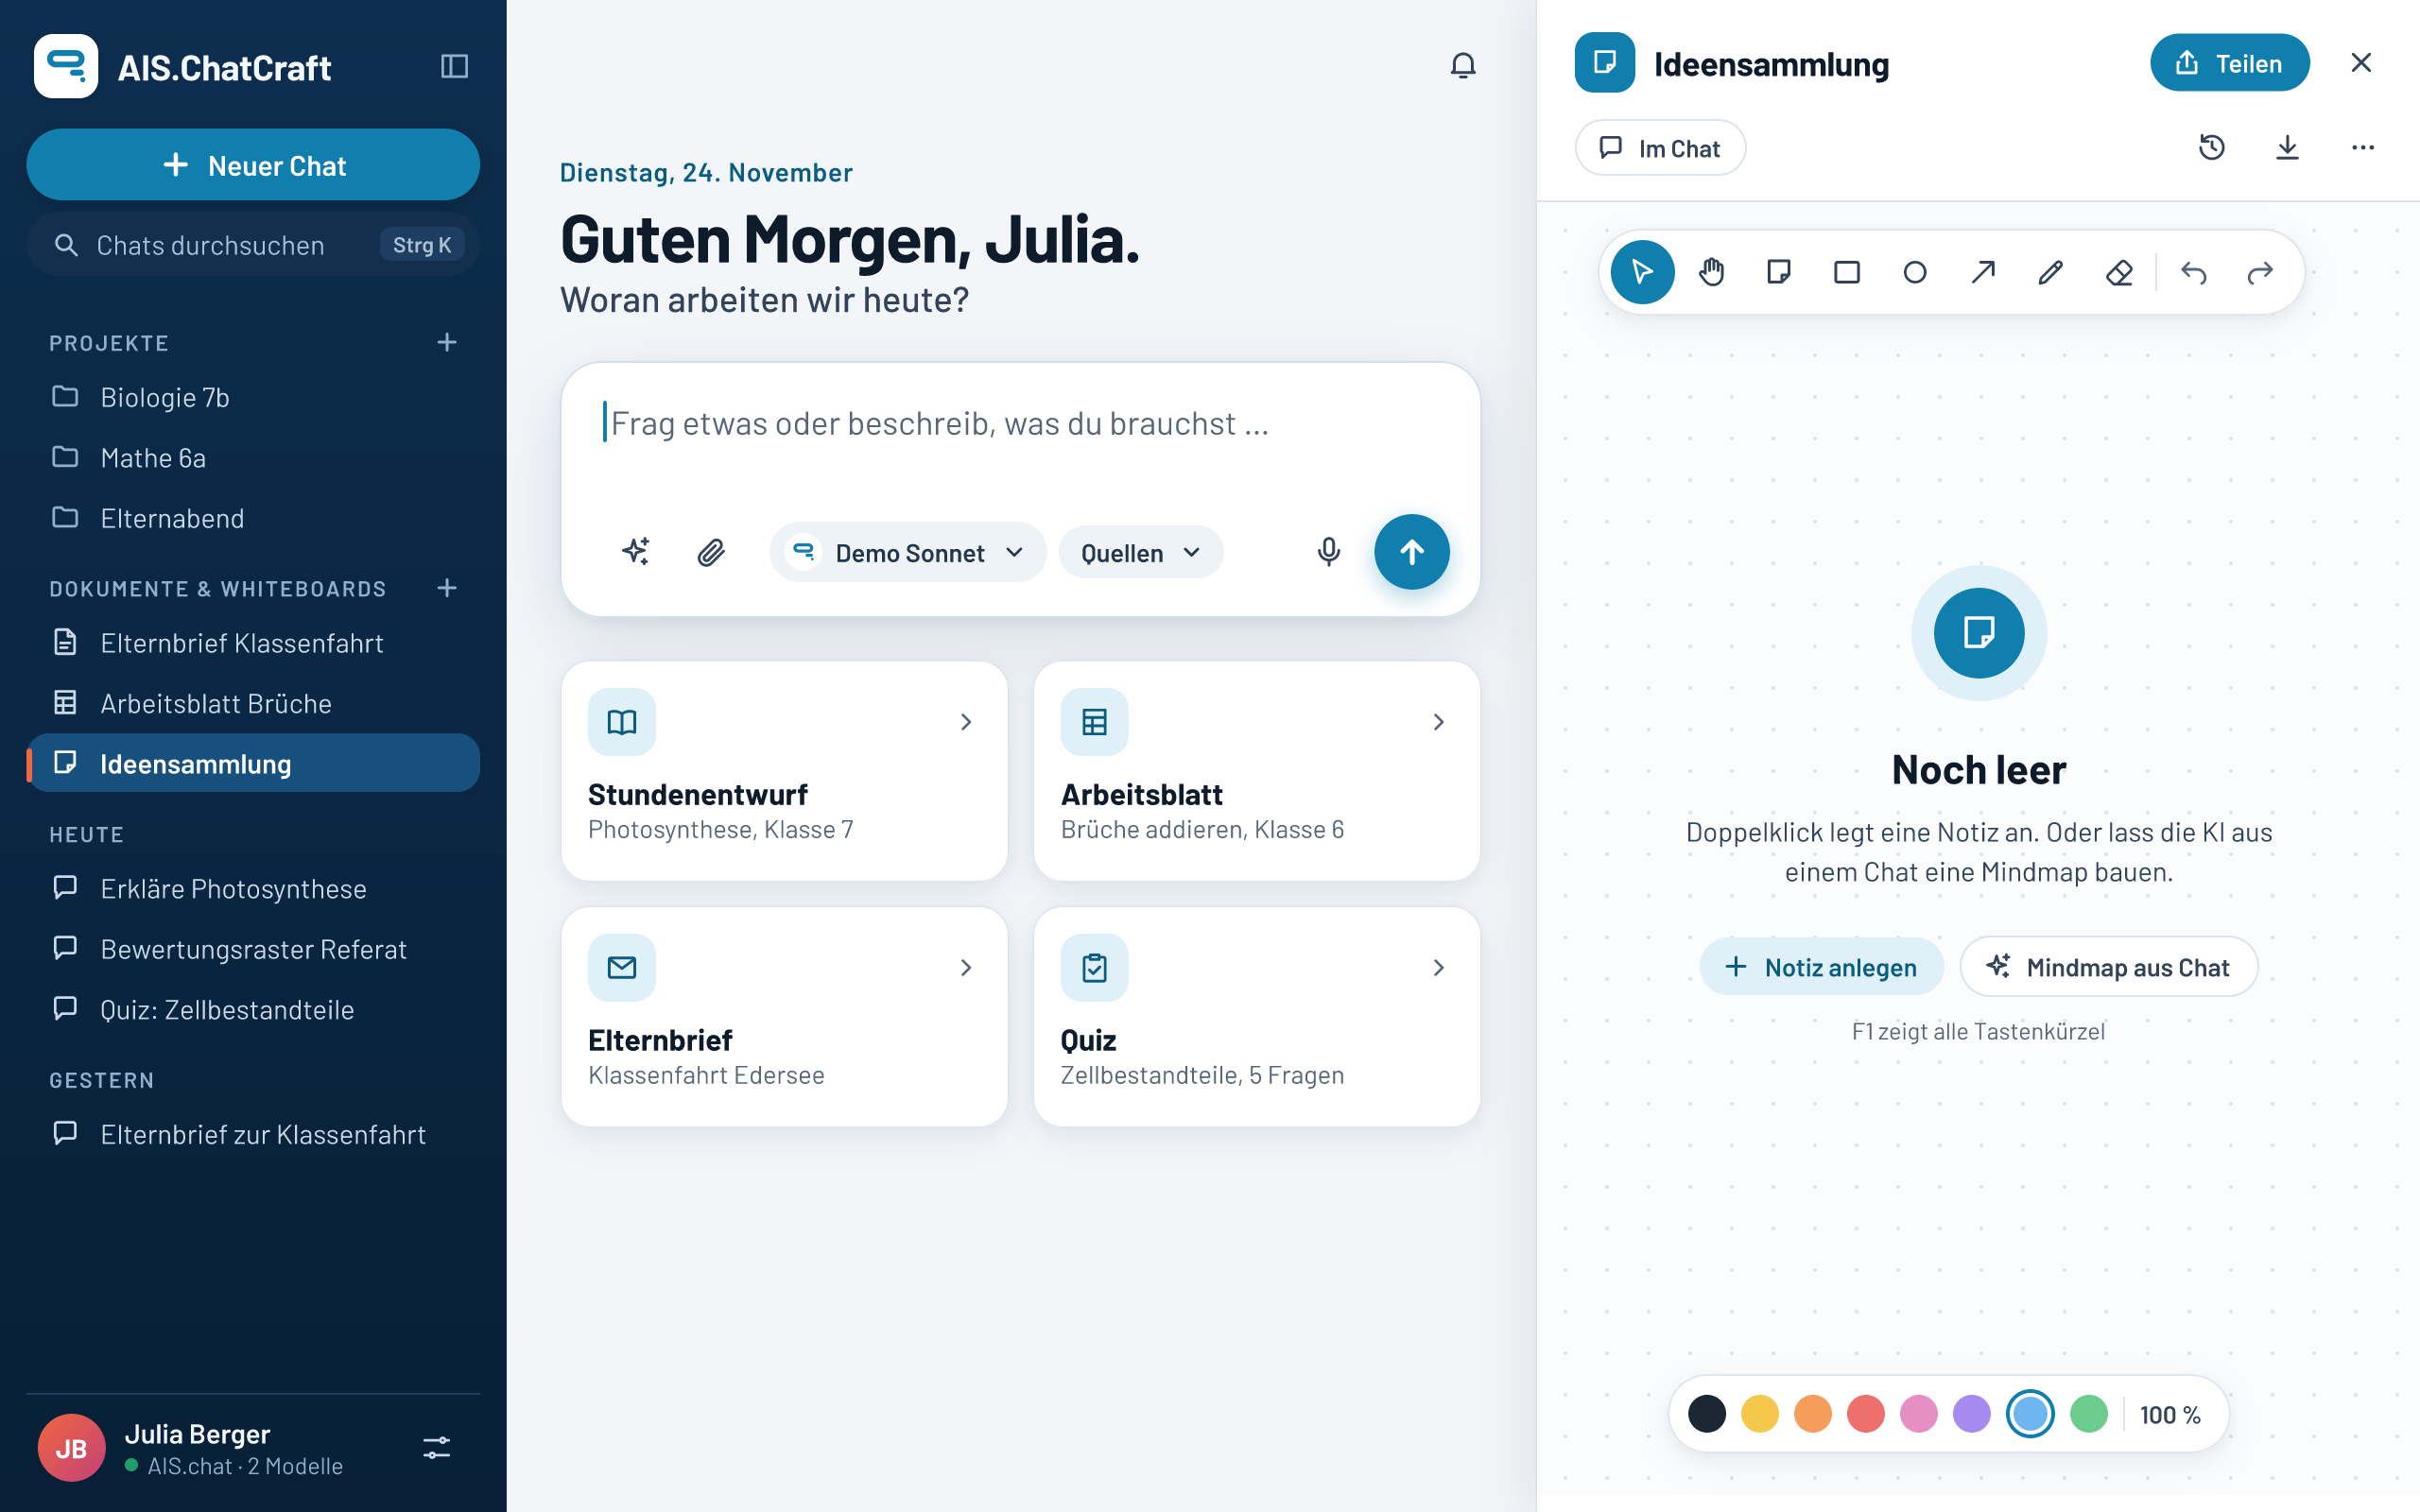 AIS.ChatCraft
Neuer Chat
Chats durchsuchen
Strg K
PROJEKTE
Biologie 7b
Mathe 6a
Elternabend
DOKUMENTE & WHITEBOARDS
Elternbrief Klassenfahrt
Arbeitsblatt Brüche
Ideensammlung
HEUTE
Erkläre Photosynthese
Bewertungsraster Referat
Quiz: Zellbestandteile
GESTERN
Elternbrief zur Klassenfahrt
JB
Julia Berger
AIS.chat · 2 Modelle
Dienstag, 24. November
Guten Morgen, Julia.
Woran arbeiten wir heute?
Frag etwas oder beschreib, was du brauchst ...
Demo Sonnet
Quellen
Stundenentwurf
Photosynthese, Klasse 7
Arbeitsblatt
Brüche addieren, Klasse 6
Elternbrief
Klassenfahrt Edersee
Quiz
Zellbestandteile, 5 Fragen
Ideensammlung
Teilen
Im Chat
Noch leer
Doppelklick legt eine Notiz an. Oder lass die KI aus
einem Chat eine Mindmap bauen.
Notiz anlegen
Mindmap aus Chat
F1 zeigt alle Tastenkürzel
100 %